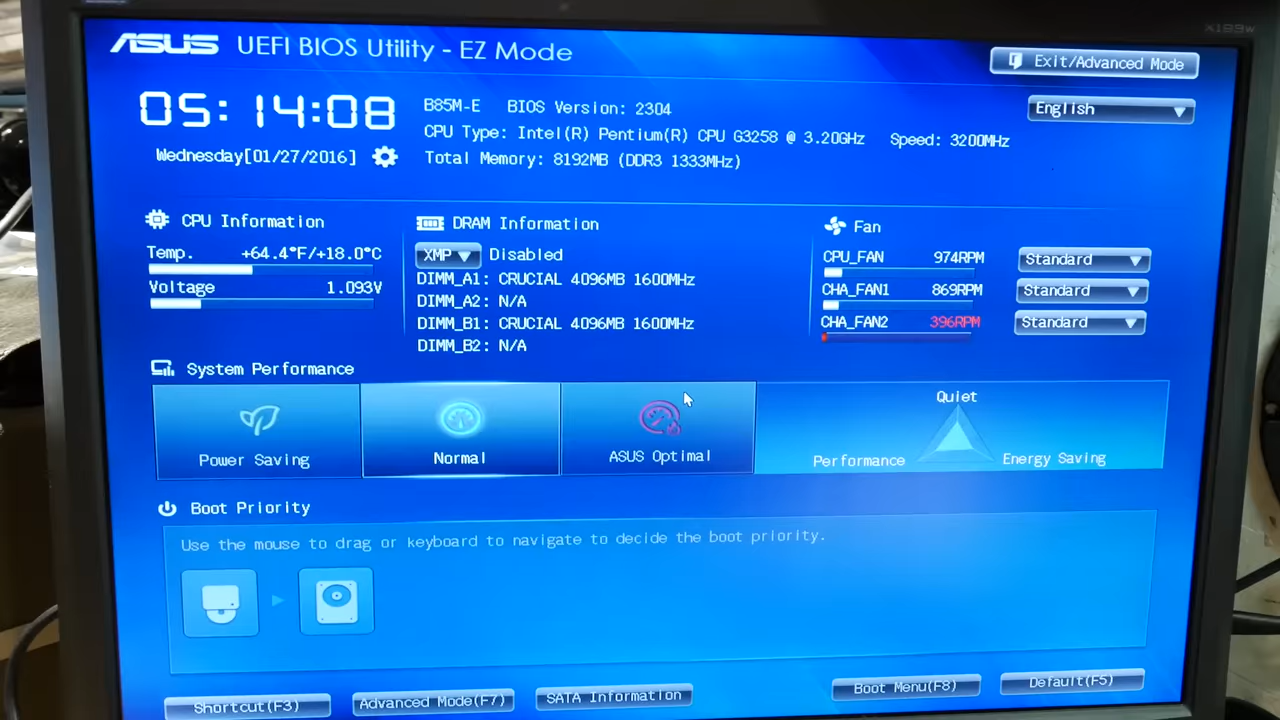 X193W
ASUS UEFI BIOS Utility - EZ Mode
Exit/Advanced Mode
05:14:08
B85M-E BIOS Version: 2304
English
CPU Type: Intel(R) Pentium(R) CPU G3258 @ 3.20GHz Speed: 3200MHz
Wednesday[01/27/2016]
Total Memory: 8192MB (DDR3 1333MHz)
CPU Information
Temp. +64.4°F/+18.0°C
Voltage 1.093V
DRAM Information
XMP Disabled
DIMM_A1: CRUCIAL 4096MB 1600MHz
DIMM_A2: N/A
DIMM_B1: CRUCIAL 4096MB 1600MHz
DIMM_B2: N/A
Fan
CPU_FAN 974RPM Standard
CHA_FAN1 869RPM Standard
CHA_FAN2 396RPM Standard
System Performance
Power Saving
Normal
ASUS Optimal
Quiet
Performance
Energy Saving
Boot Priority
Use the mouse to drag or keyboard to navigate to decide the boot priority.
Shortcut(F3)
Advanced Mode(F7)
SATA Information
Boot Menu(F8)
Default(F5)